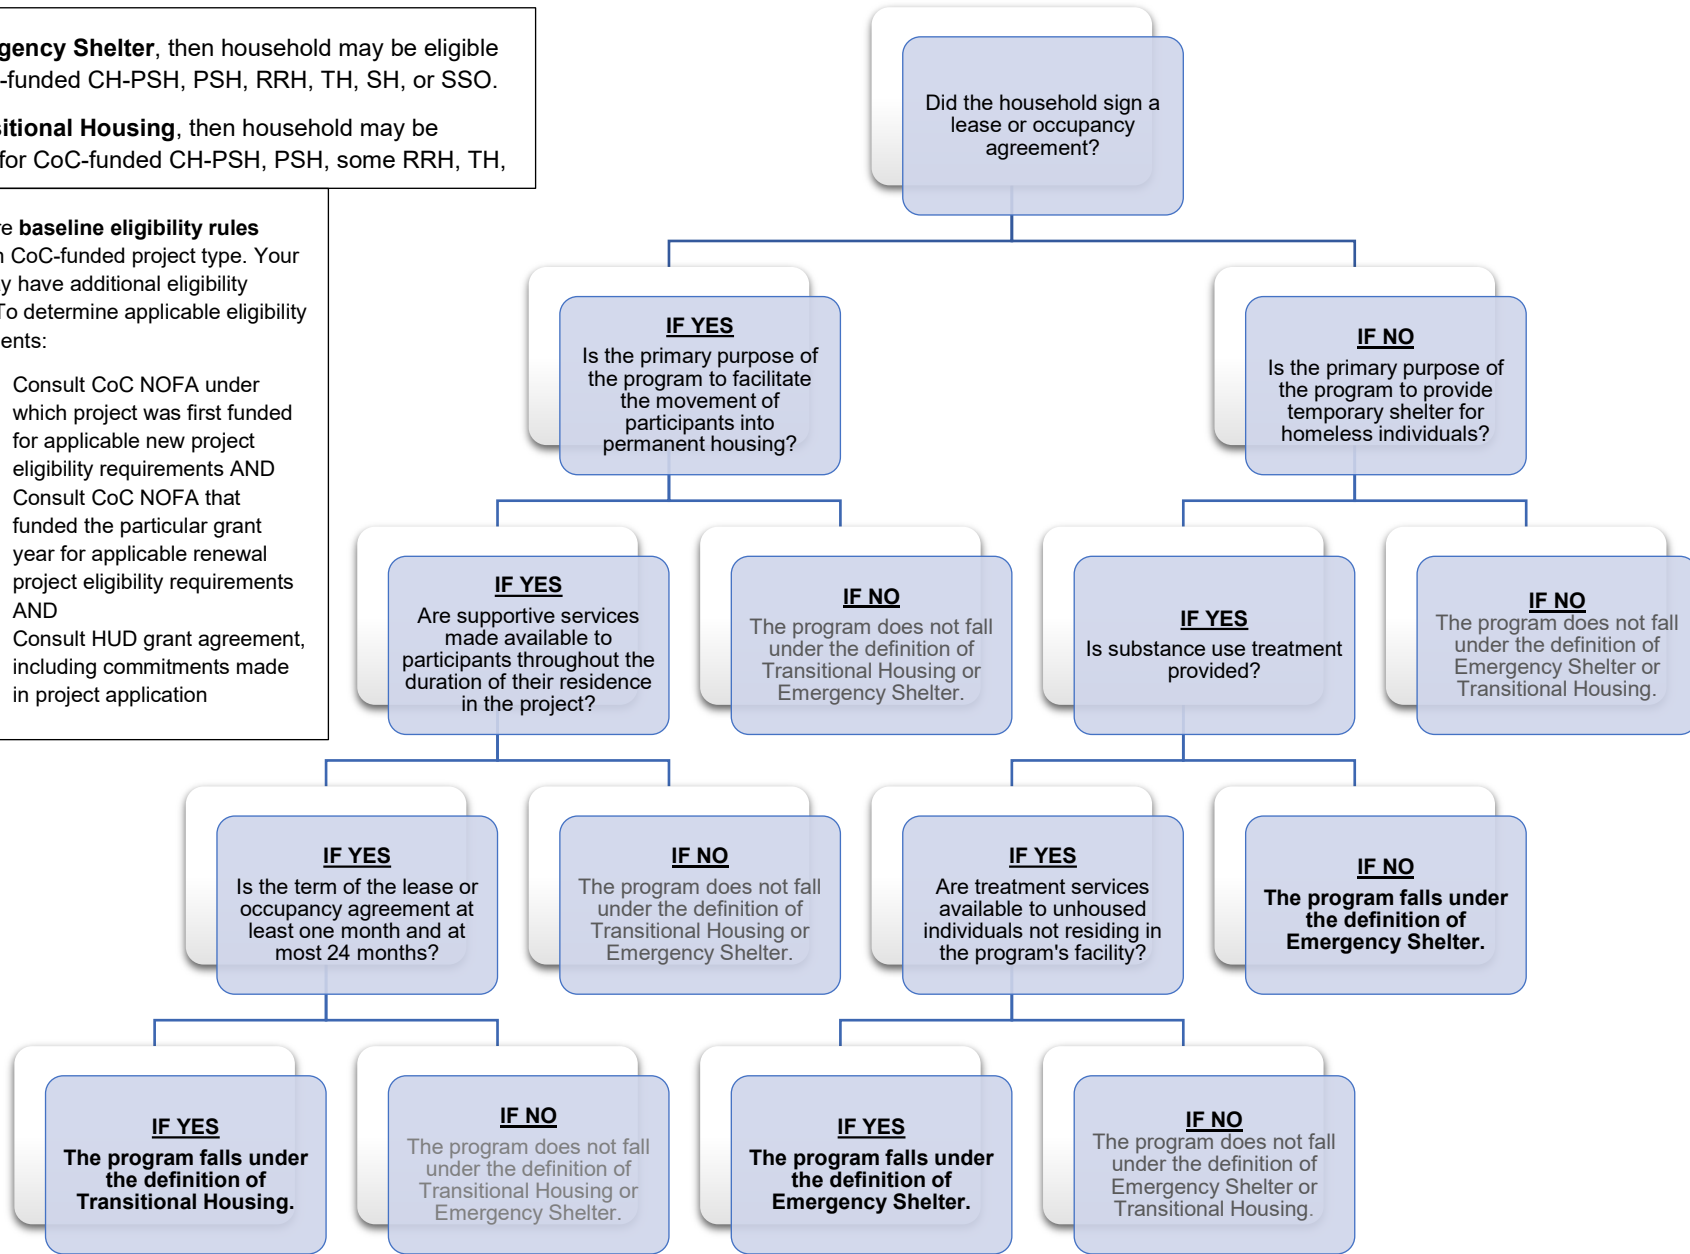 gency Shelter, then household may be eligible
-funded CH-PSH, PSH, RRH, TH, SH, or SSO.
sitional Housing, then household may be
for CoC-funded CH-PSH, PSH, some RRH, TH,
re baseline eligibility rules
n CoC-funded project type. Your
y have additional eligibility
To determine applicable eligibility
ents:
Consult CoC NOFA under
which project was first funded
for applicable new project
eligibility requirements AND
Consult CoC NOFA that
funded the particular grant
year for applicable renewal
project eligibility requirements
AND
Consult HUD grant agreement,
including commitments made
in project application
Did the household sign a
lease or occupancy
agreement?
IF YES
Is the primary purpose of
the program to facilitate
the movement of
participants into
permanent housing?
IF NO
Is the primary purpose of
the program to provide
temporary shelter for
homeless individuals?
IF YES
Are supportive services
made available to
participants throughout the
duration of their residence
in the project?
IF NO
The program does not fall
under the definition of
Transitional Housing or
Emergency Shelter.
IF YES
Is substance use treatment
provided?
IF NO
The program does not fall
under the definition of
Emergency Shelter or
Transitional Housing.
IF YES
Is the term of the lease or
occupancy agreement at
least one month and at
most 24 months?
IF NO
The program does not fall
under the definition of
Transitional Housing or
Emergency Shelter.
IF YES
Are treatment services
available to unhoused
individuals not residing in
the program's facility?
IF NO
The program falls under
the definition of
Emergency Shelter.
IF YES
The program falls under
the definition of
Transitional Housing.
IF NO
The program does not fall
under the definition of
Transitional Housing or
Emergency Shelter.
IF YES
The program falls under
the definition of
Emergency Shelter.
IF NO
The program does not fall
under the definition of
Emergency Shelter or
Transitional Housing.